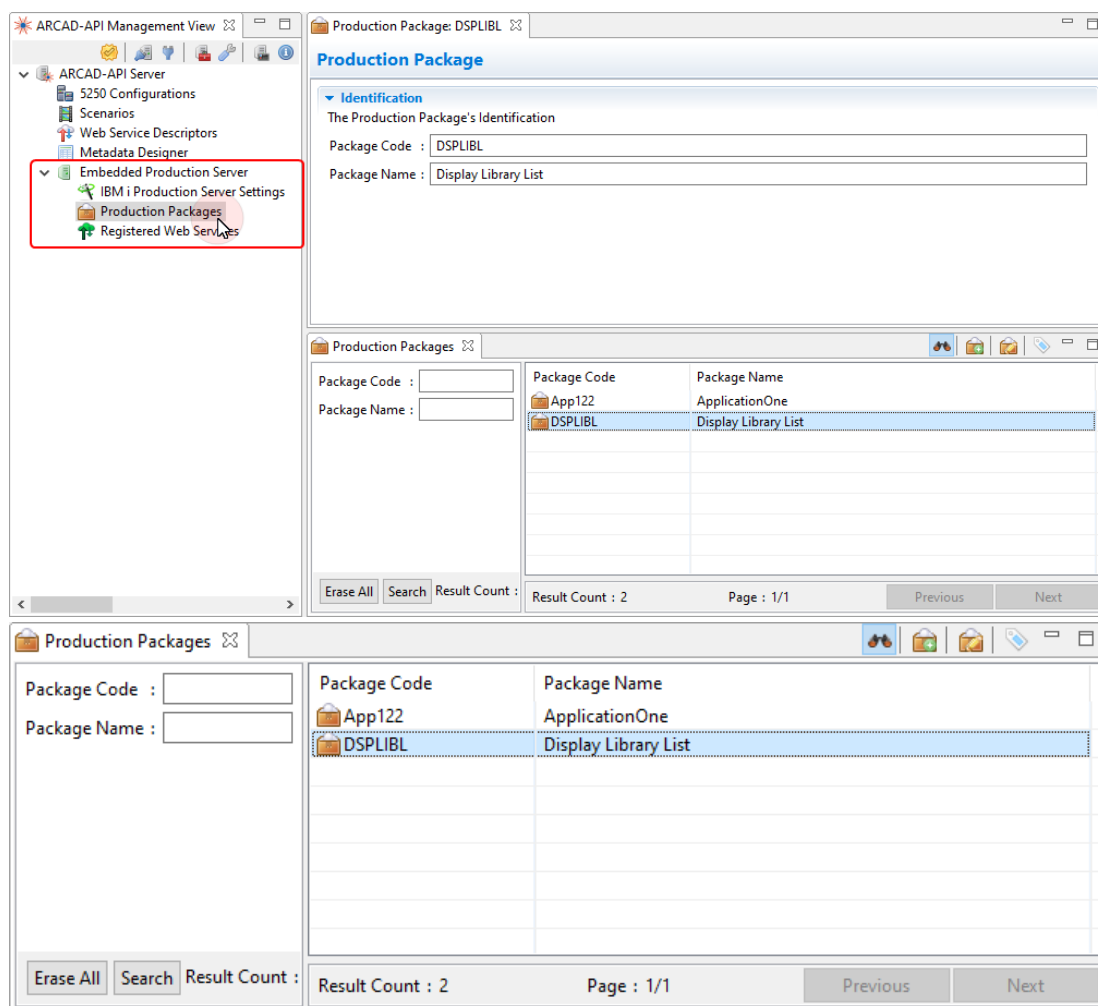 ARCAD-API Management View
ARCAD-API Server
5250 Configurations
Scenarios
Web Service Descriptors
Metadata Designer
Embedded Production Server
IBM i Production Server Settings
Production Packages
Registered Web Services
Production Package: DSPLIBL
Production Package
Identification
The Production Package's Identification
Package Code : DSPLIBL
Package Name : Display Library List
Production Packages
Package Code :
Package Name :
Erase All Search Result Count :
Package Code Package Name
App122 ApplicationOne
DSPLIBL Display Library List
Result Count : 2 Page : 1/1 Previous Next
Production Packages
Package Code :
Package Name :
Erase All Search Result Count :
Package Code Package Name
App122 ApplicationOne
DSPLIBL Display Library List
Result Count : 2 Page : 1/1 Previous Next